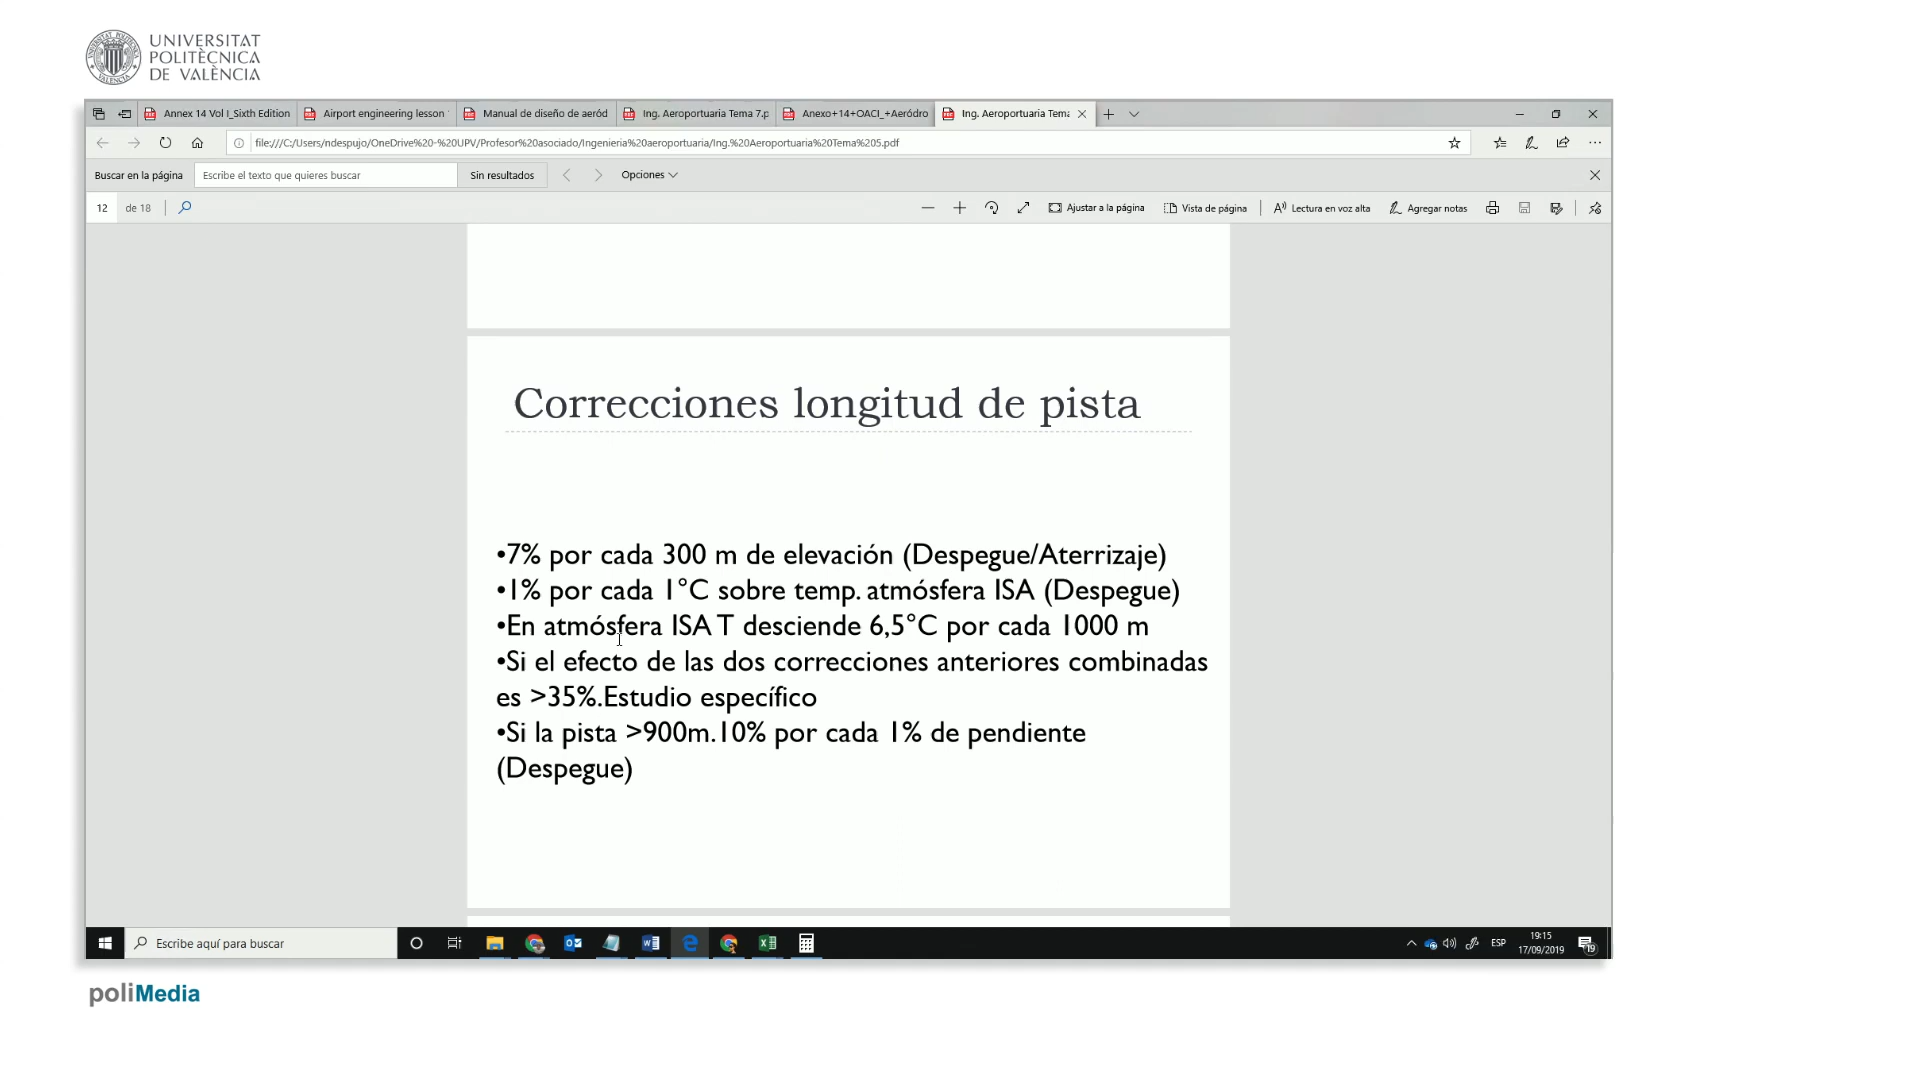 UNIVERSITAT
POLITÈCNICA
DE VALÈNCIA
Annex 14 Vol I_Sixth Edition
Airport engineering lesson
Manual de diseño de aeród
Ing. Aeroportuaria Tema 7.p
Anexo+14+OACI_+Aeródro
Ing. Aeroportuaria Tema
file:///C:/Users/ndespujo/OneDrive%20-%20UPV/Profesor%20asociado/Ingenieria%20aeroportuaria/Ing.%20Aeroportuaria%20Tema%205.pdf
Buscar en la página
Escribe el texto que quieres buscar
Sin resultados
Opciones
12
de 18
Ajustar a la página
Vista de página
Lectura en voz alta
Agregar notas
Correcciones longitud de pista
•7% por cada 300 m de elevación (Despegue/Aterrizaje)
•1% por cada 1°C sobre temp. atmósfera ISA (Despegue)
•En atmósfera ISA T desciende 6,5°C por cada 1000 m
•Si el efecto de las dos correcciones anteriores combinadas
es >35%.Estudio específico
•Si la pista >900m.10% por cada 1% de pendiente
(Despegue)
Escribe aquí para buscar
ESP
19:15
17/09/2019
19
poliMedia